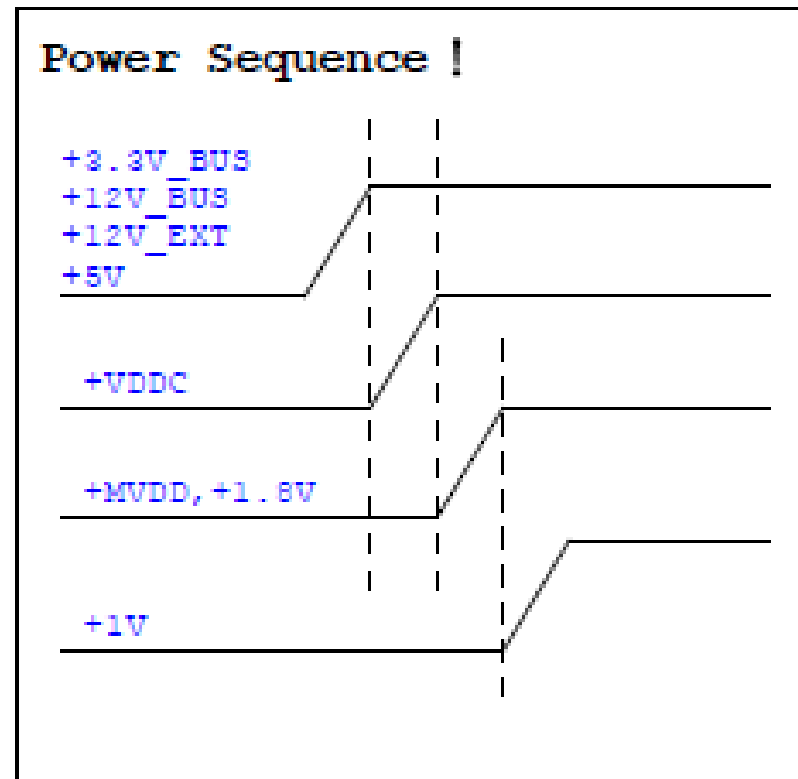 Power Sequence !
+3.3V_BUS
+12V_BUS
+12V_EXT
+5V
+VDDC
+MVDD,+1.8V
+1V